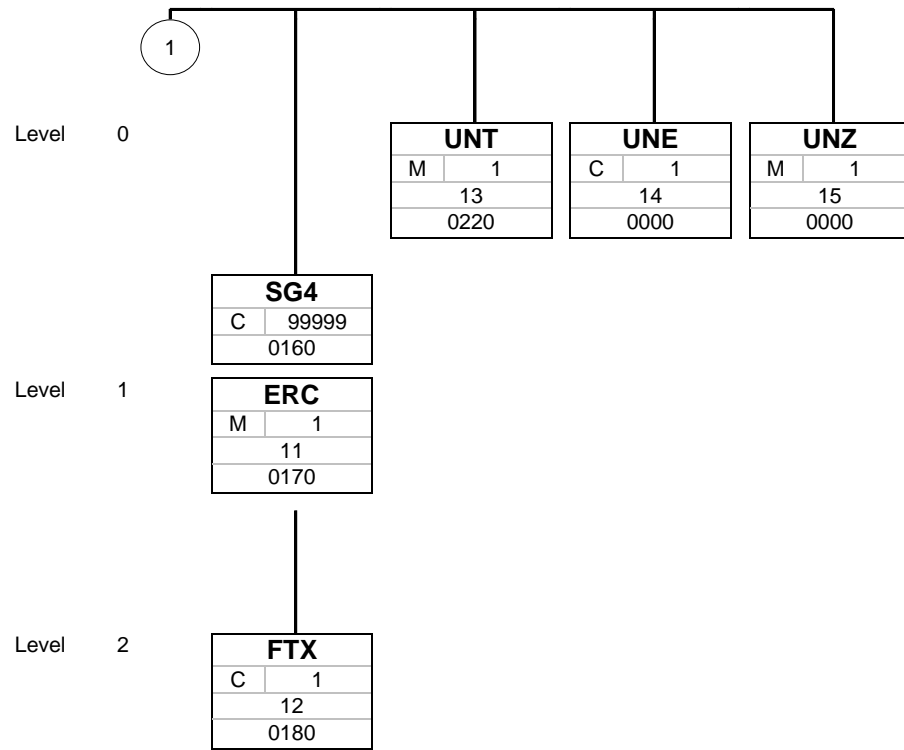 1
Level 0
UNT UNE UNZ
M 1 C 1 M 1
13 14 15
0220 0000 0000
SG4
C 99999
0160
Level 1
ERC
M 1
11
0170
Level 2
FTX
C 1
12
0180